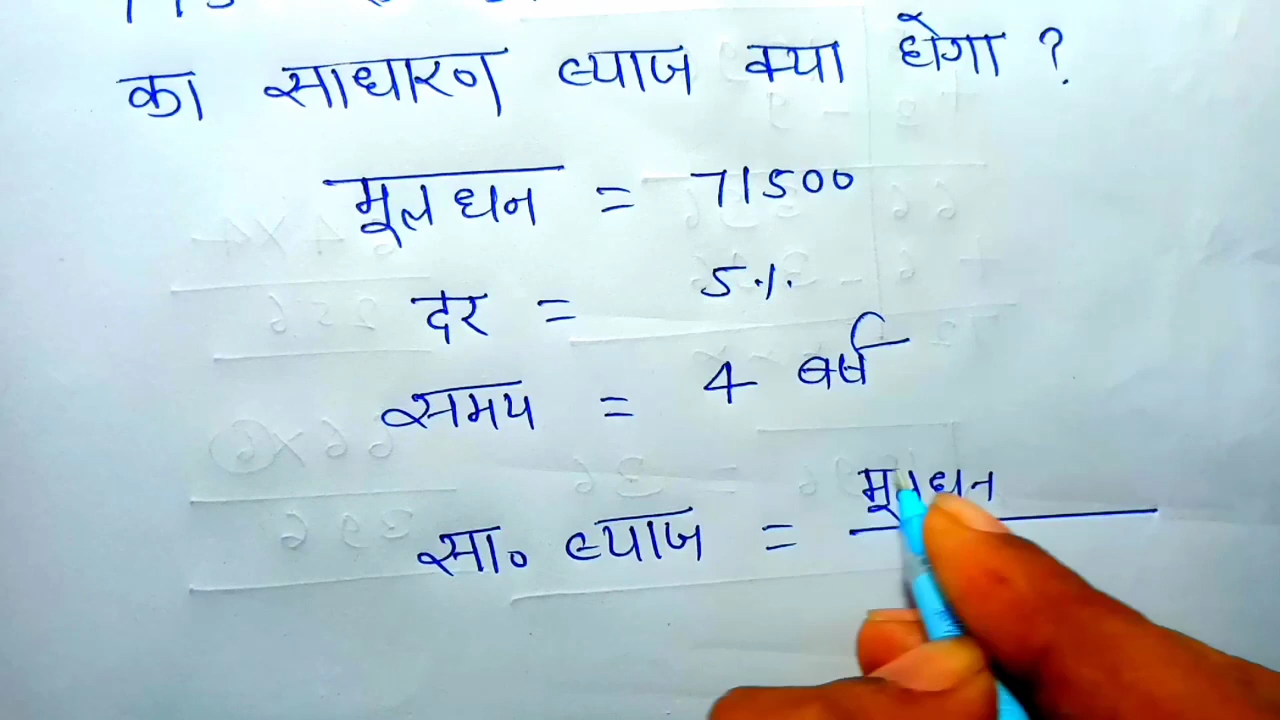 का साधारण ब्याज क्या होगा ?
मूलधन = 71500
दर = 5%
समय = 4 वर्ष
मूलधन
सा० ब्याज =